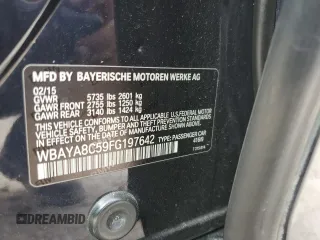 MFD BY BAYERISCHE MOTOREN WERKE AG
02/15
GVWR 5735 lbs 2601 kg
GAWR FRONT 2755 lbs 1250 kg
GAWR REAR 3140 lbs 1424 kg
THIS VEHICLE CONFORMS TO ALL APPLICABLE FEDERAL
MOTOR VEHICLE SAFETY, BUMPER, AND THEFT PREVENTION STANDARDS IN
EFFECT ON THE DATE OF MANUFACTURE SHOWN ABOVE.
WBAYA8C59FG197642 TYPE: PASSENGER CAR
DREAMBID